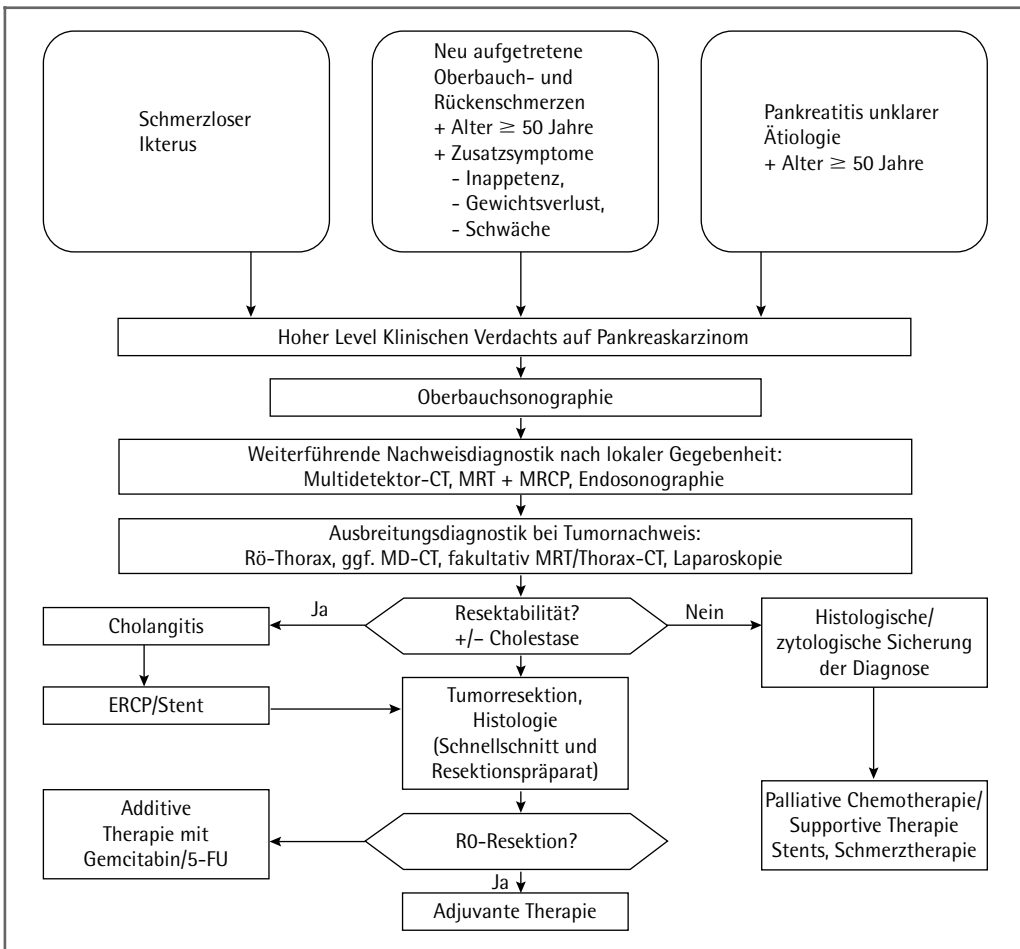 Schmerzloser
Ikterus
Neu aufgetretene
Oberbauch- und
Rückenschmerzen
+ Alter ≥ 50 Jahre
+ Zusatzsymptome
- Inappetenz,
- Gewichtsverlust,
- Schwäche
Pankreatitis unklarer
Ätiologie
+ Alter ≥ 50 Jahre
Hoher Level Klinischen Verdachts auf Pankreaskarzinom
Oberbauchsonographie
Weiterführende Nachweisdiagnostik nach lokaler Gegebenheit:
Multidetektor-CT, MRT + MRCP, Endosonographie
Ausbreitungsdiagnostik bei Tumornachweis:
Rö-Thorax, ggf. MD-CT, fakultativ MRT/Thorax-CT, Laparoskopie
Cholangitis
Ja
Resektabilität?
+/– Cholestase
Nein
Histologische/
zytologische Sicherung
der Diagnose
ERCP/Stent
Tumorresektion,
Histologie
(Schnellschnitt und
Resektionspräparat)
Additive
Therapie mit
Gemcitabin/5-FU
R0-Resektion?
Palliative Chemotherapie/
Supportive Therapie
Stents, Schmerztherapie
Ja
Adjuvante Therapie